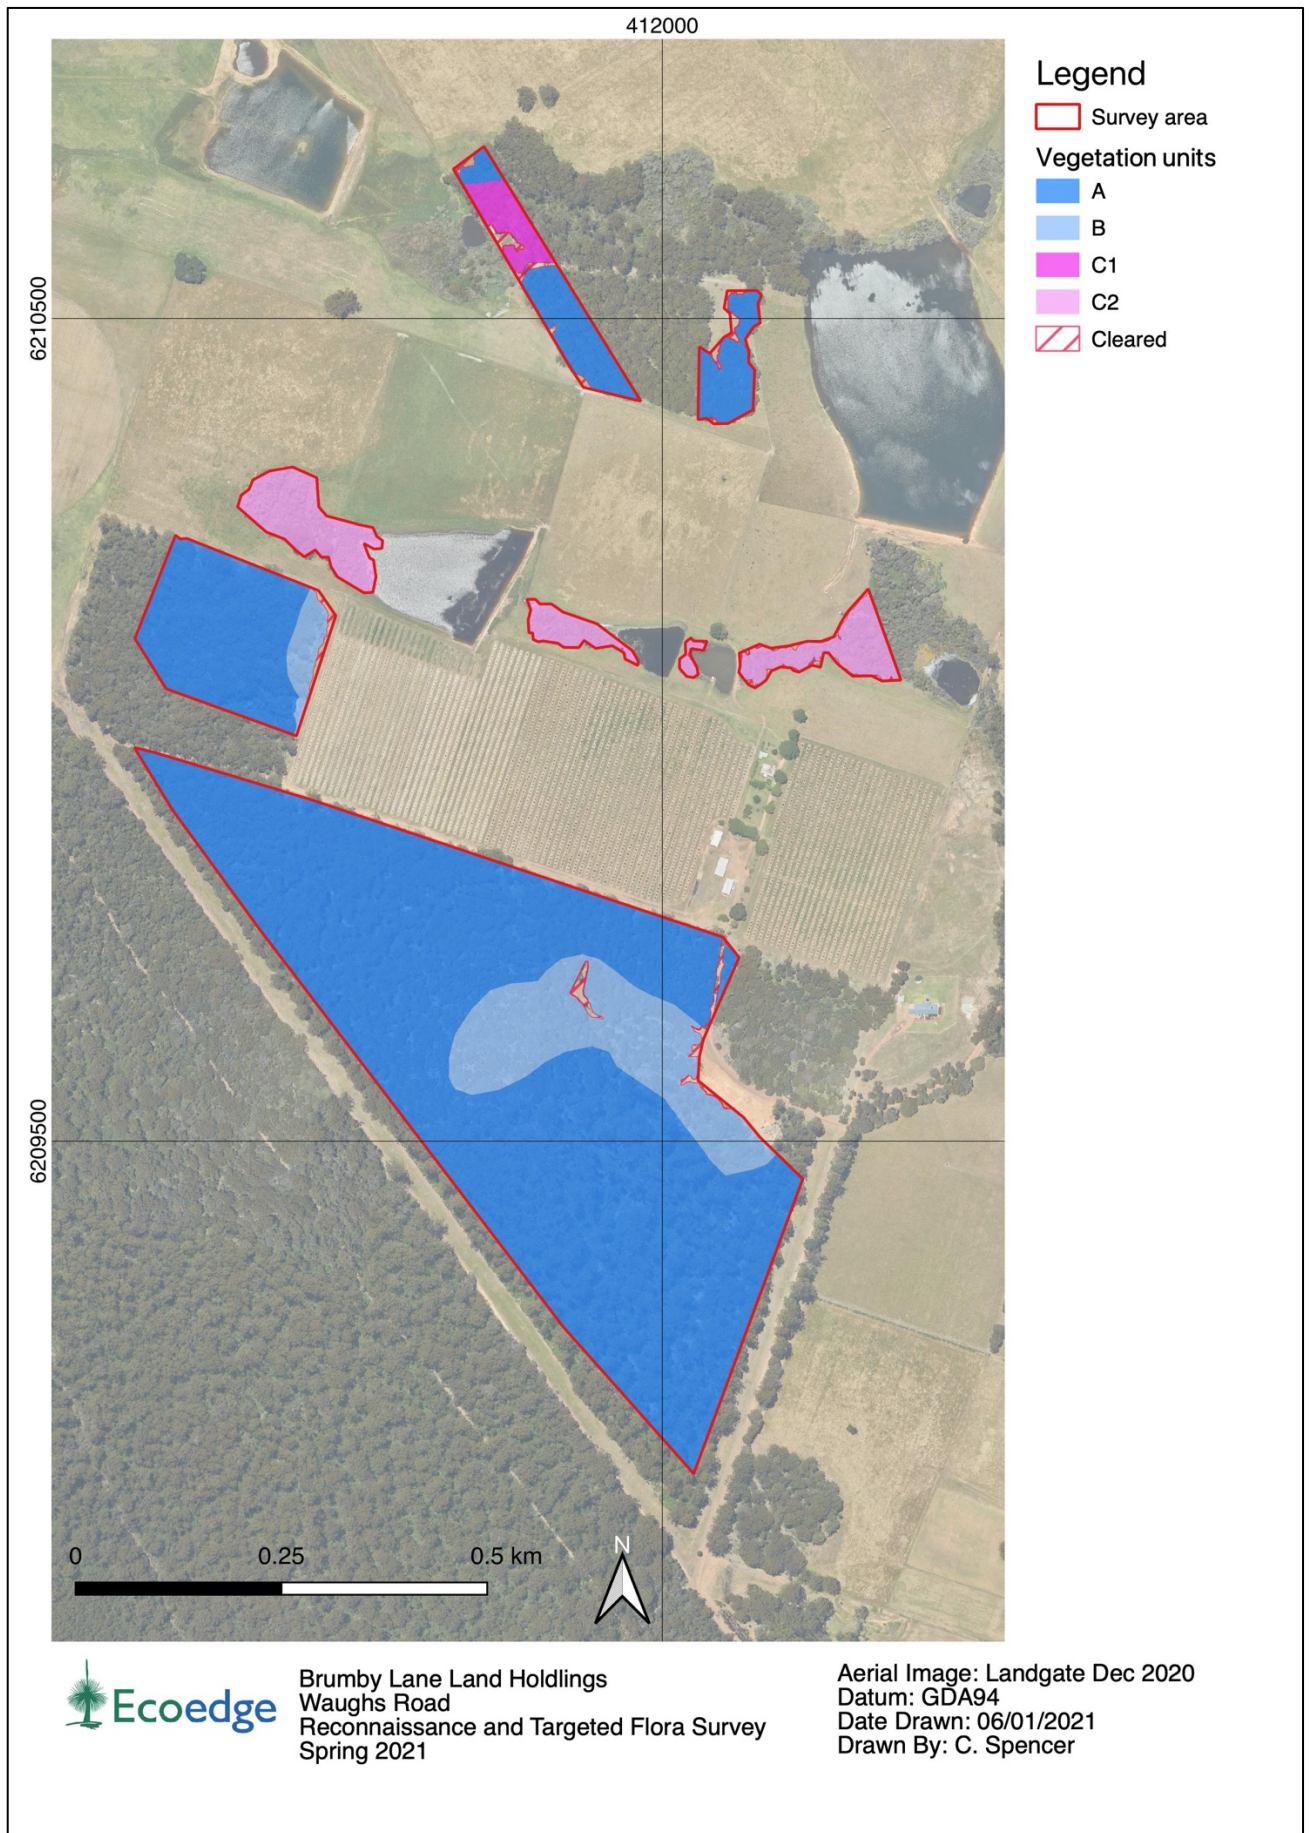 412000
Legend
Survey area
Vegetation units
A
B
C1
C2
Cleared
6210500
6209500
0 0.25 0.5 km
N
Ecoedge
Brumby Lane Land Holdlings
Waughs Road
Reconnaissance and Targeted Flora Survey
Spring 2021
Aerial Image: Landgate Dec 2020
Datum: GDA94
Date Drawn: 06/01/2021
Drawn By: C. Spencer